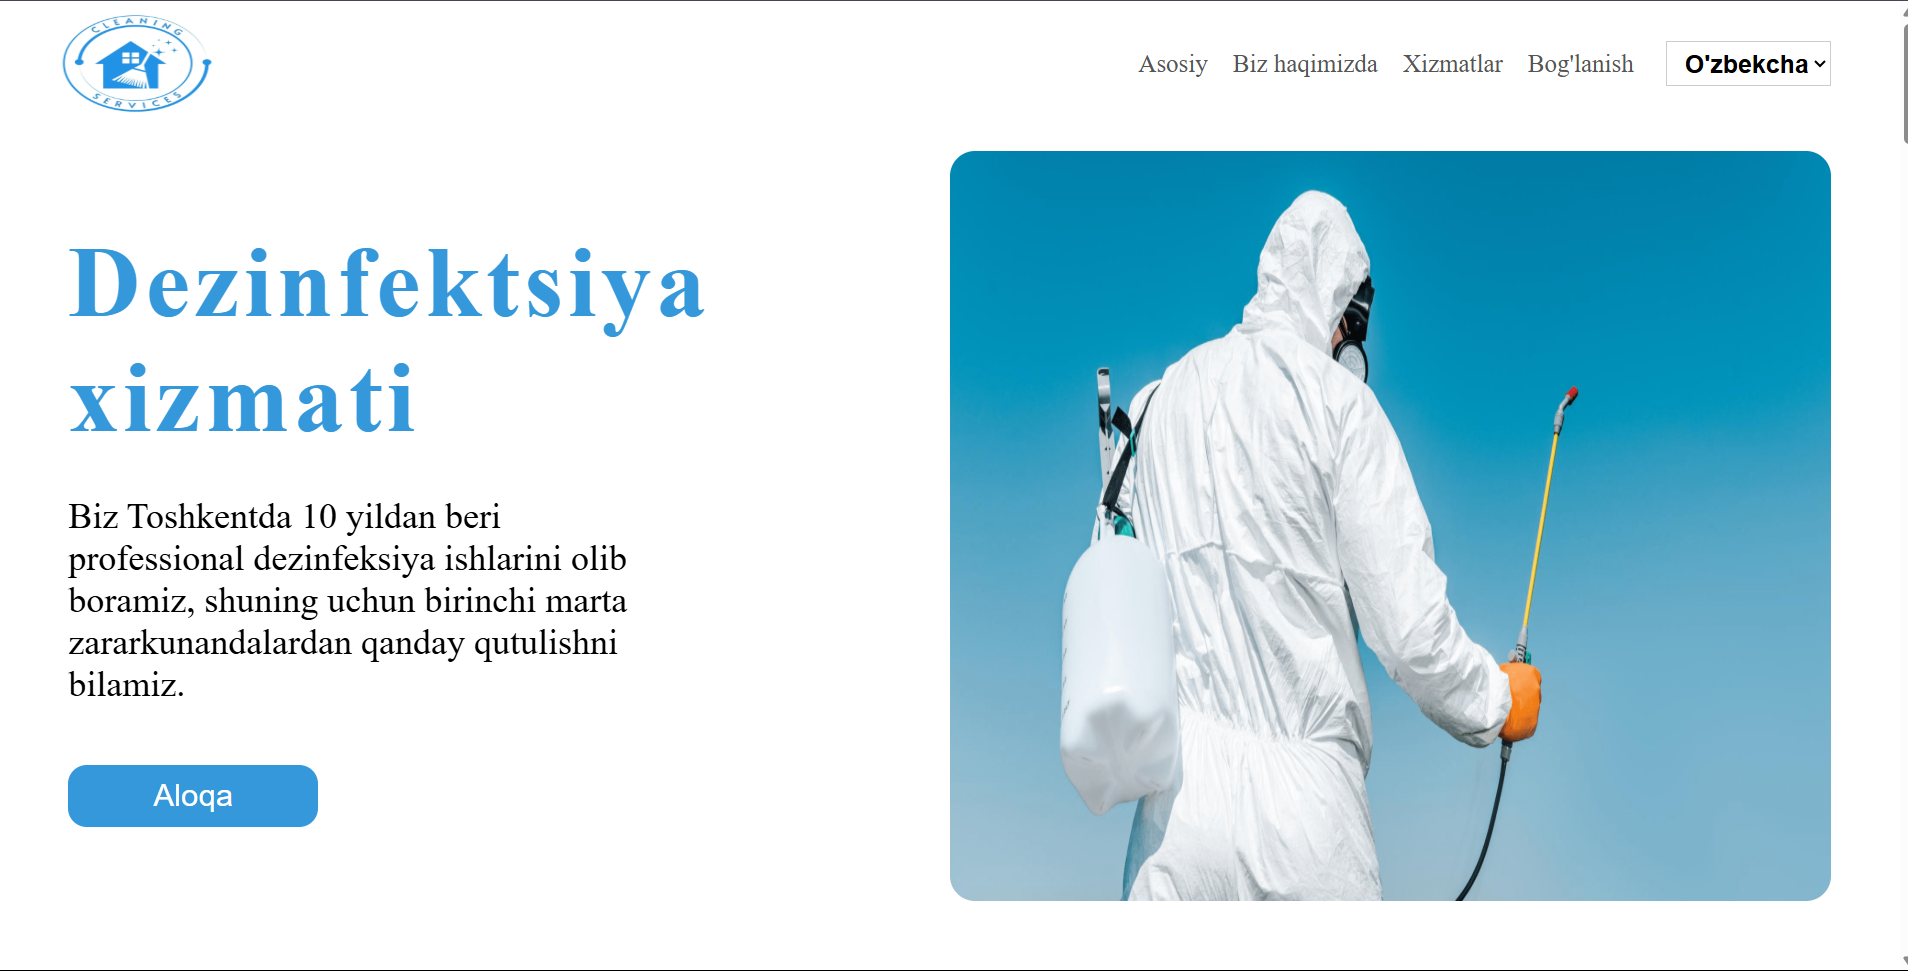 CLEANING
SERVICES
Asosiy Biz haqimizda Xizmatlar Bog'lanish O'zbekcha
Dezinfektsiya
xizmati
Biz Toshkentda 10 yildan beri
professional dezinfeksiya ishlarini olib
boramiz, shuning uchun birinchi marta
zararkunandalardan qanday qutulishni
bilamiz.
Aloqa